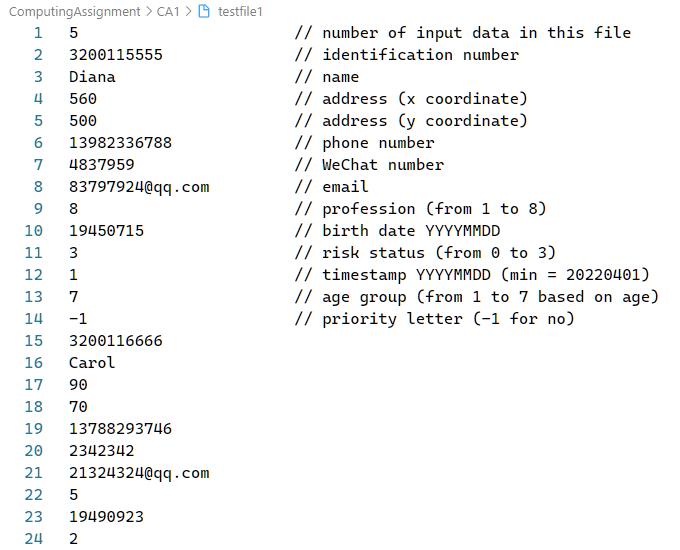 ComputingAssignment > CA1 > testfile1
1 5 // number of input data in this file
2 3200115555 // identification number
3 Diana // name
4 560 // address (x coordinate)
5 500 // address (y coordinate)
6 13982336788 // phone number
7 4837959 // WeChat number
8 83797924@qq.com // email
9 8 // profession (from 1 to 8)
10 19450715 // birth date YYYYMMDD
11 3 // risk status (from 0 to 3)
12 1 // timestamp YYYYMMDD (min = 20220401)
13 7 // age group (from 1 to 7 based on age)
14 -1 // priority letter (-1 for no)
15 3200116666
16 Carol
17 90
18 70
19 13788293746
20 2342342
21 21324324@qq.com
22 5
23 19490923
24 2